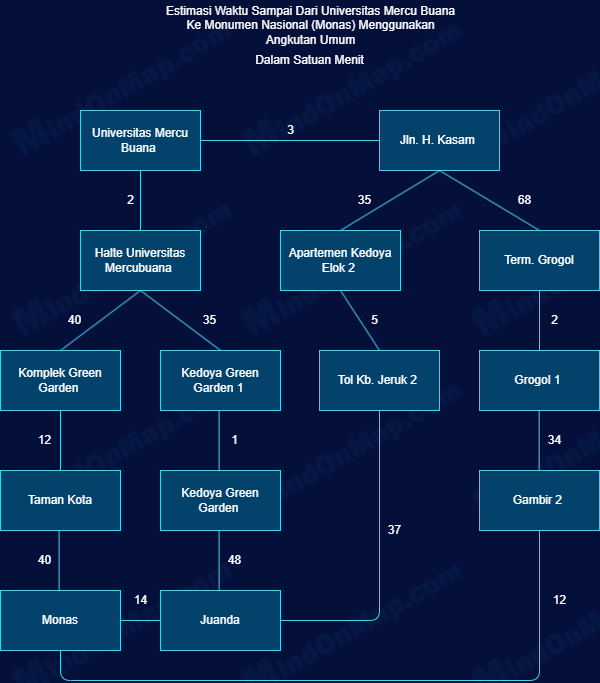 Estimasi Waktu Sampai Dari Universitas Mercu Buana
Ke Monumen Nasional (Monas) Menggunakan
Angkutan Umum
Dalam Satuan Menit
Universitas Mercu
Buana
3
Jln. H. Kasam
2
35
68
Halte Universitas
Mercubuana
Apartemen Kedoya
Elok 2
Term. Grogol
40
35
5
2
Komplek Green
Garden
Kedoya Green
Garden 1
Tol Kb. Jeruk 2
Grogol 1
12
1
34
Taman Kota
Kedoya Green
Garden
Gambir 2
37
40
48
Monas
14
Juanda
12
MindOnMap.com